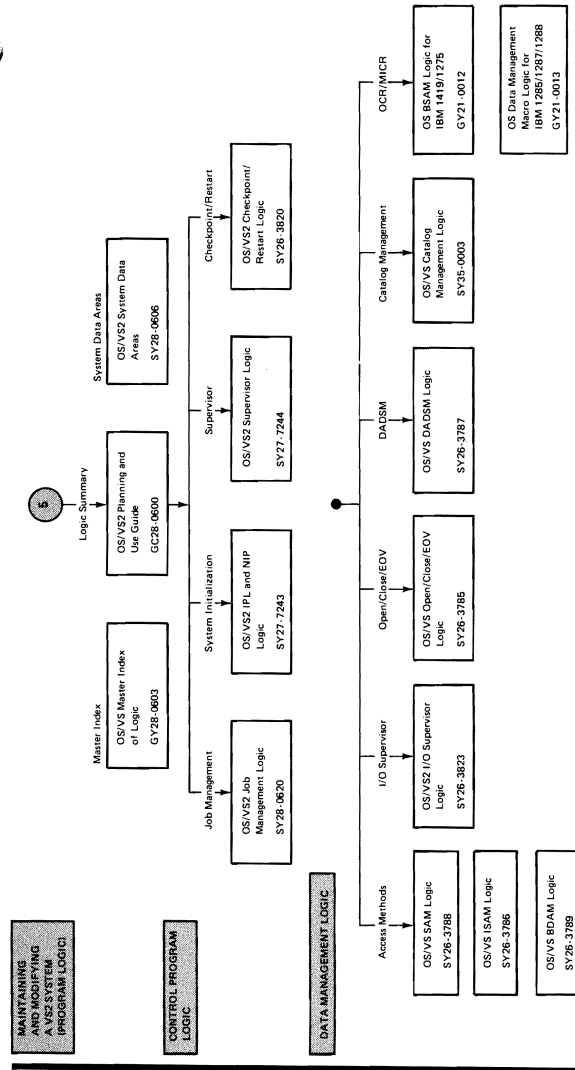 MAINTAINING
AND MODIFYING
A VS2 SYSTEM
(PROGRAM LOGIC)
5
Logic Summary
Master Index
OS/VS Master Index
of Logic
GY28-0603
OS/VS2 Planning and
Use Guide
GC28-0600
System Data Areas
OS/VS2 System Data
Areas
SY28-0606
CONTROL PROGRAM
LOGIC
Job Management
OS/VS2 Job
Management Logic
SY28-0620
System Initialization
OS/VS2 IPL and NIP
Logic
SY27-7243
Supervisor
OS/VS2 Supervisor Logic
SY27-7244
Checkpoint/Restart
OS/VS2 Checkpoint/
Restart Logic
SY26-3820
DATA MANAGEMENT LOGIC
Access Methods
OS/VS SAM Logic
SY26-3788
OS/VS ISAM Logic
SY26-3786
OS/VS BDAM Logic
SY26-3789
I/O Supervisor
OS/VS2 I/O Supervisor
Logic
SY26-3823
Open/Close/EOV
OS/VS Open/Close/EOV
Logic
SY26-3785
DADSM
OS/VS DADSM Logic
SY26-3787
Catalog Management
OS/VS Catalog
Management Logic
SY35-0003
OCR/MICR
OS BSAM Logic for
IBM 1419/1275
GY21-0012
OS Data Management
Macro Logic for
IBM 1285/1287/1288
GY21-0013